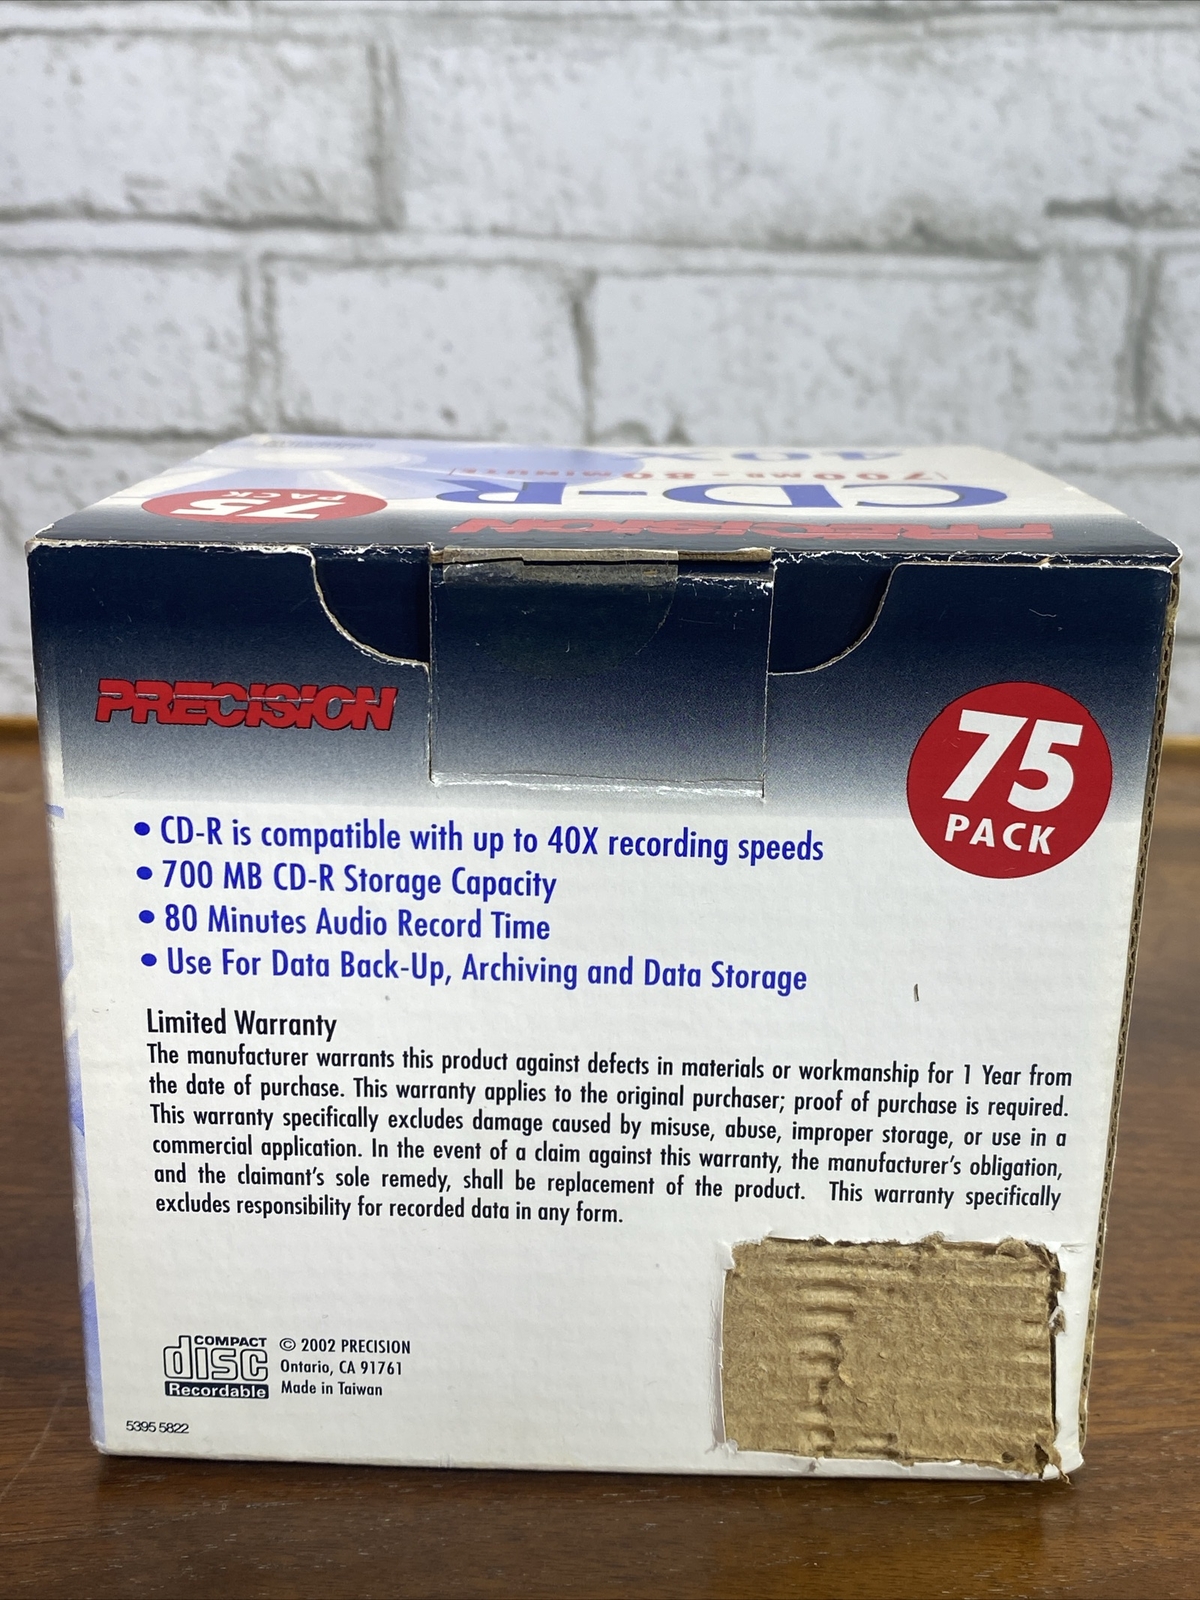 40X
700 MB - 80 MINUTE
CD-R
75
PACK
PRECISION
PRECISION
75
PACK
• CD-R is compatible with up to 40X recording speeds
• 700 MB CD-R Storage Capacity
• 80 Minutes Audio Record Time
• Use For Data Back-Up, Archiving and Data Storage
Limited Warranty
The manufacturer warrants this product against defects in materials or workmanship for 1 Year from
the date of purchase. This warranty applies to the original purchaser; proof of purchase is required.
This warranty specifically excludes damage caused by misuse, abuse, improper storage, or use in a
commercial application. In the event of a claim against this warranty, the manufacturer's obligation,
and the claimant's sole remedy, shall be replacement of the product. This warranty specifically
excludes responsibility for recorded data in any form.
COMPACT
disc
Recordable
© 2002 PRECISION
Ontario, CA 91761
Made in Taiwan
5395 5822